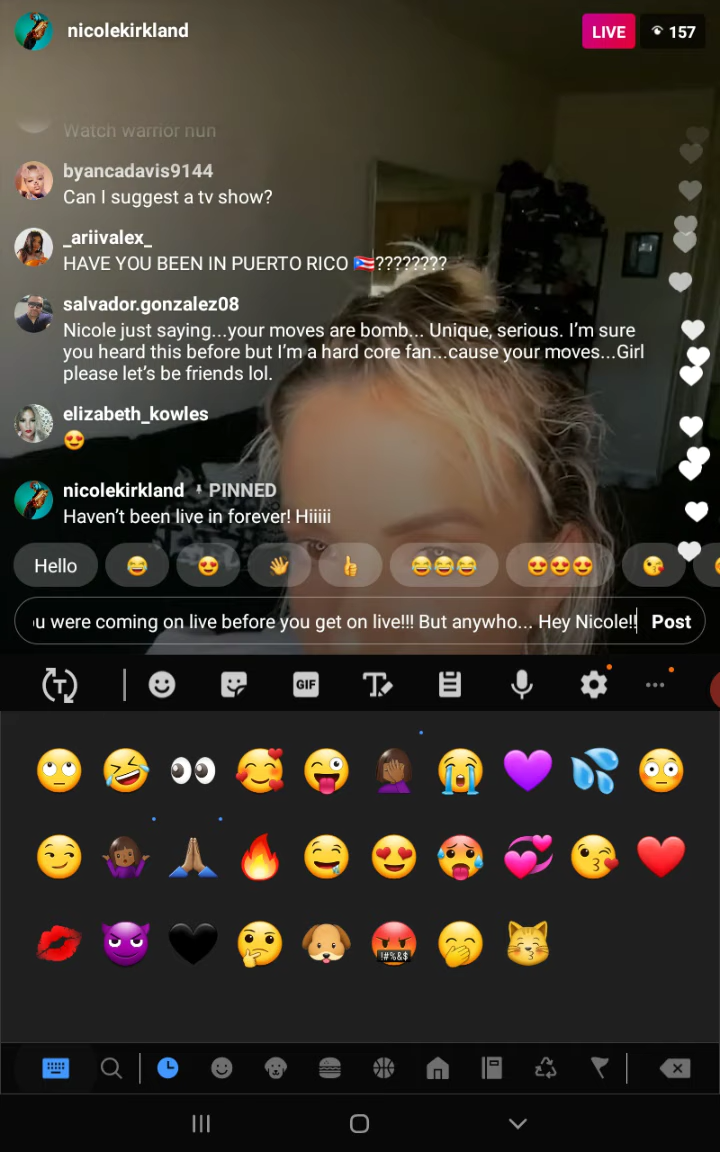 nicolekirkland
LIVE 157
Watch warrior nun
byancadavis9144
Can I suggest a tv show?
_ariivalex_
HAVE YOU BEEN IN PUERTO RICO 🇵🇷????????
salvador.gonzalez08
Nicole just saying...your moves are bomb... Unique, serious. I'm sure
you heard this before but I'm a hard core fan...cause your moves...Girl
please let's be friends lol.
elizabeth_kowles
😍
nicolekirkland PINNED
Haven't been live in forever! Hiiiii
Hello 😂 😍 👋 👍 😂😂😂 😍😍😍 😘
u were coming on live before you get on live!!! But anywho... Hey Nicole!! Post
T GIF T
!#%&$